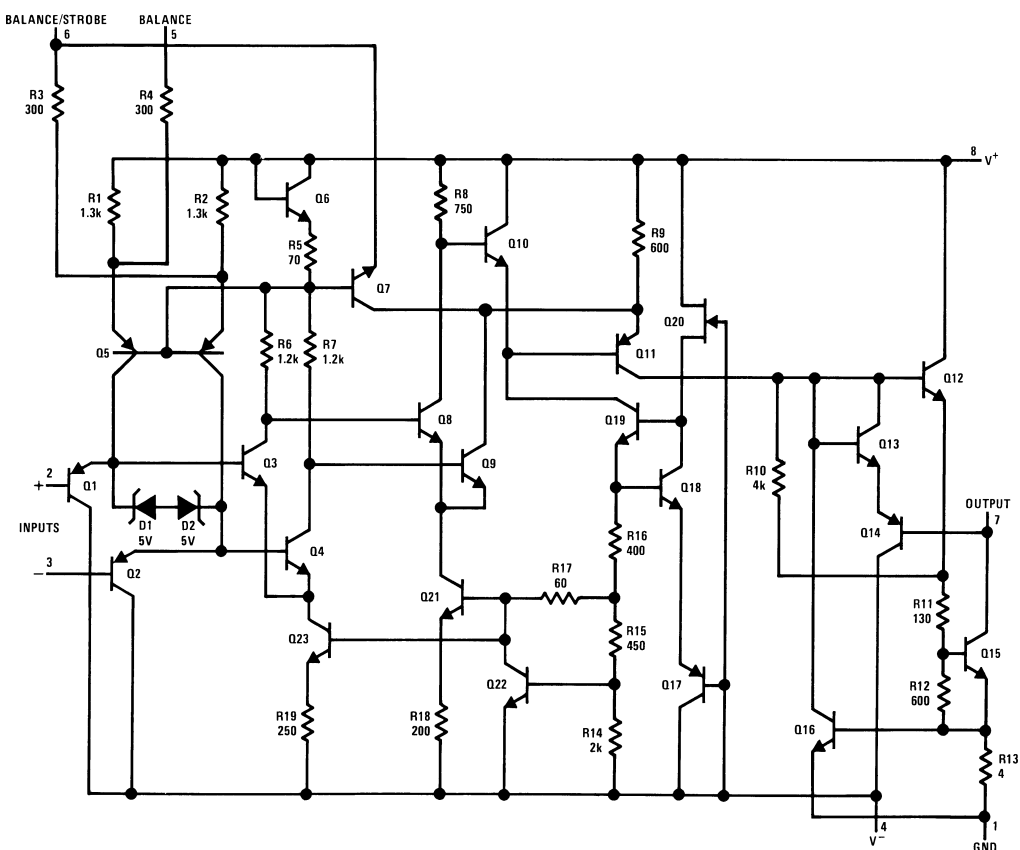 BALANCE/STROBE
BALANCE
6
5
R3
300
R4
300
8
V+
R1
1.3k
R2
1.3k
Q6
R8
750
R5
70
Q10
R9
600
Q7
Q20
Q5
R6
1.2k
R7
1.2k
Q11
Q12
Q8
Q19
Q13
Q3
Q9
R10
4k
Q18
2
+
Q1
Q14
OUTPUT
7
D1
5V
D2
5V
INPUTS
R16
400
Q4
3
−
Q2
R17
60
Q21
R11
130
Q23
R15
450
Q15
Q22
Q17
R12
600
R19
250
R18
200
R14
2k
Q16
R13
4
4
V−
1
GND